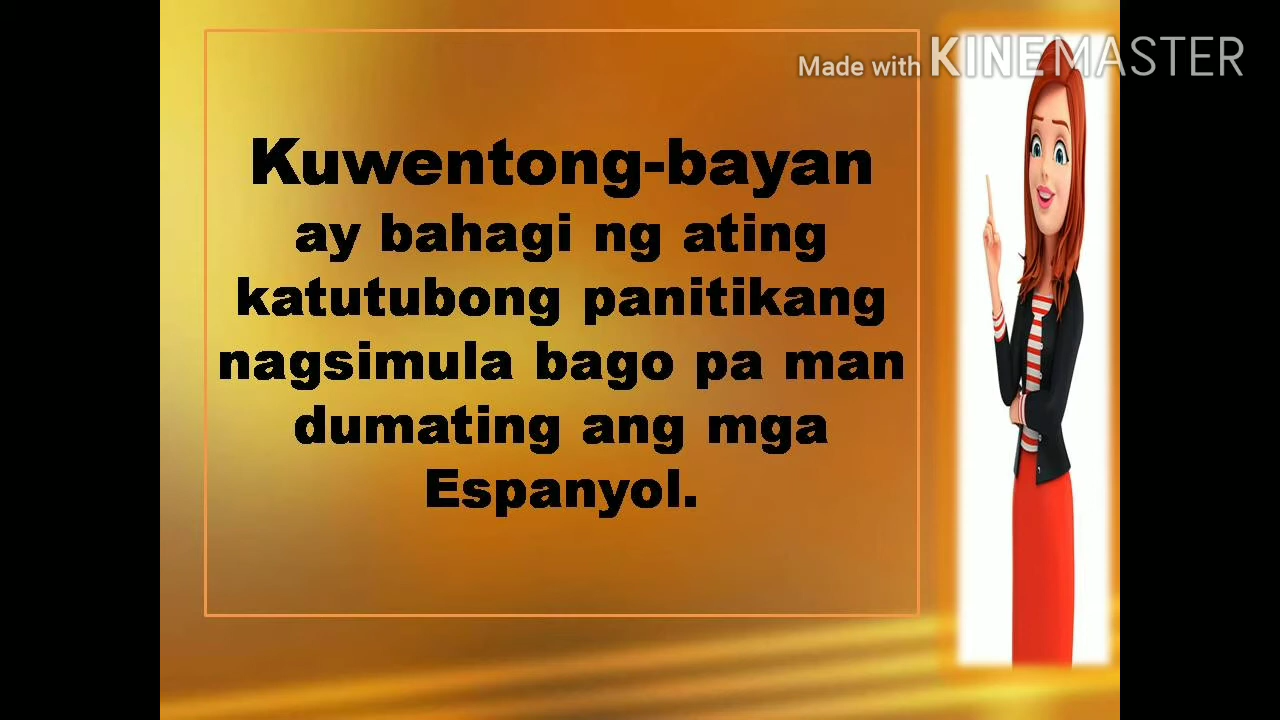 Made with KINEMASTER
Kuwentong-bayan
ay bahagi ng ating
katutubong panitikang
nagsimula bago pa man
dumating ang mga
Espanyol.